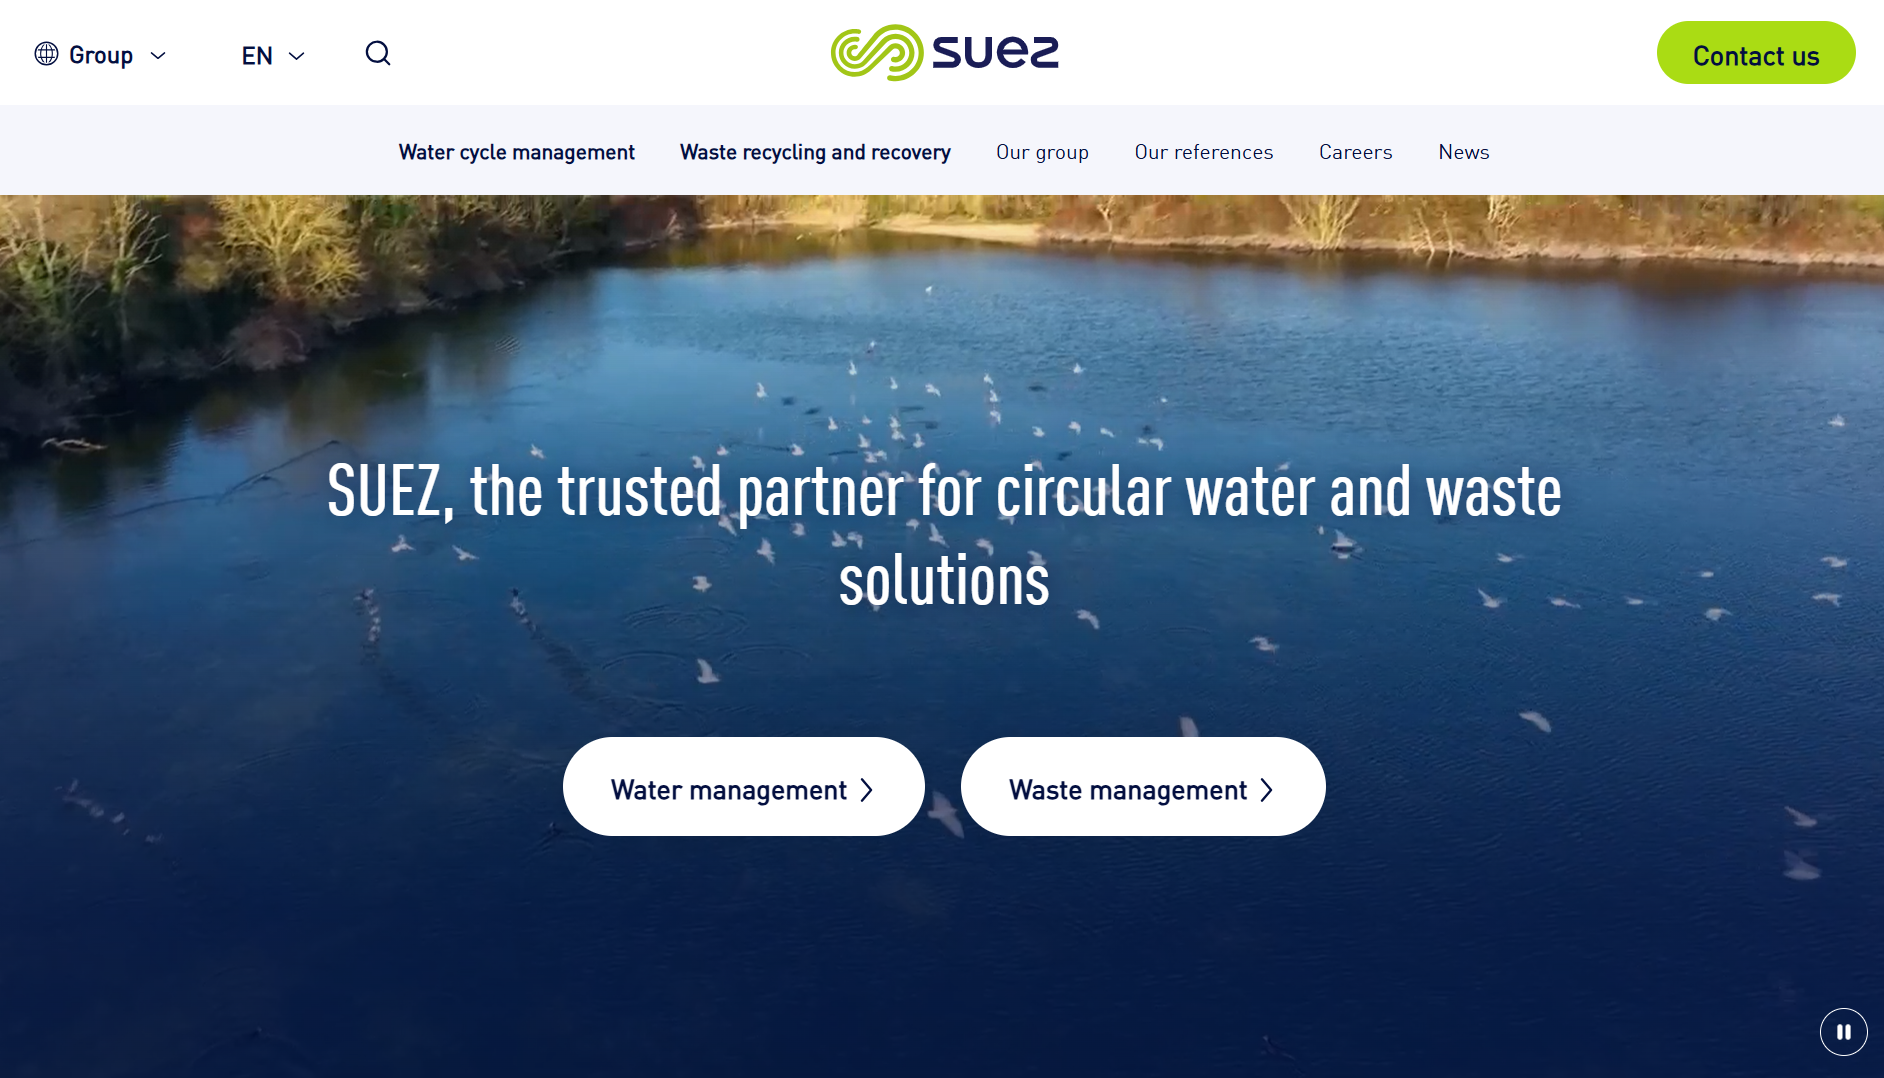 Group
EN
suez
Contact us
Water cycle management
Waste recycling and recovery
Our group
Our references
Careers
News
SUEZ, the trusted partner for circular water and waste
solutions
Water management
Waste management